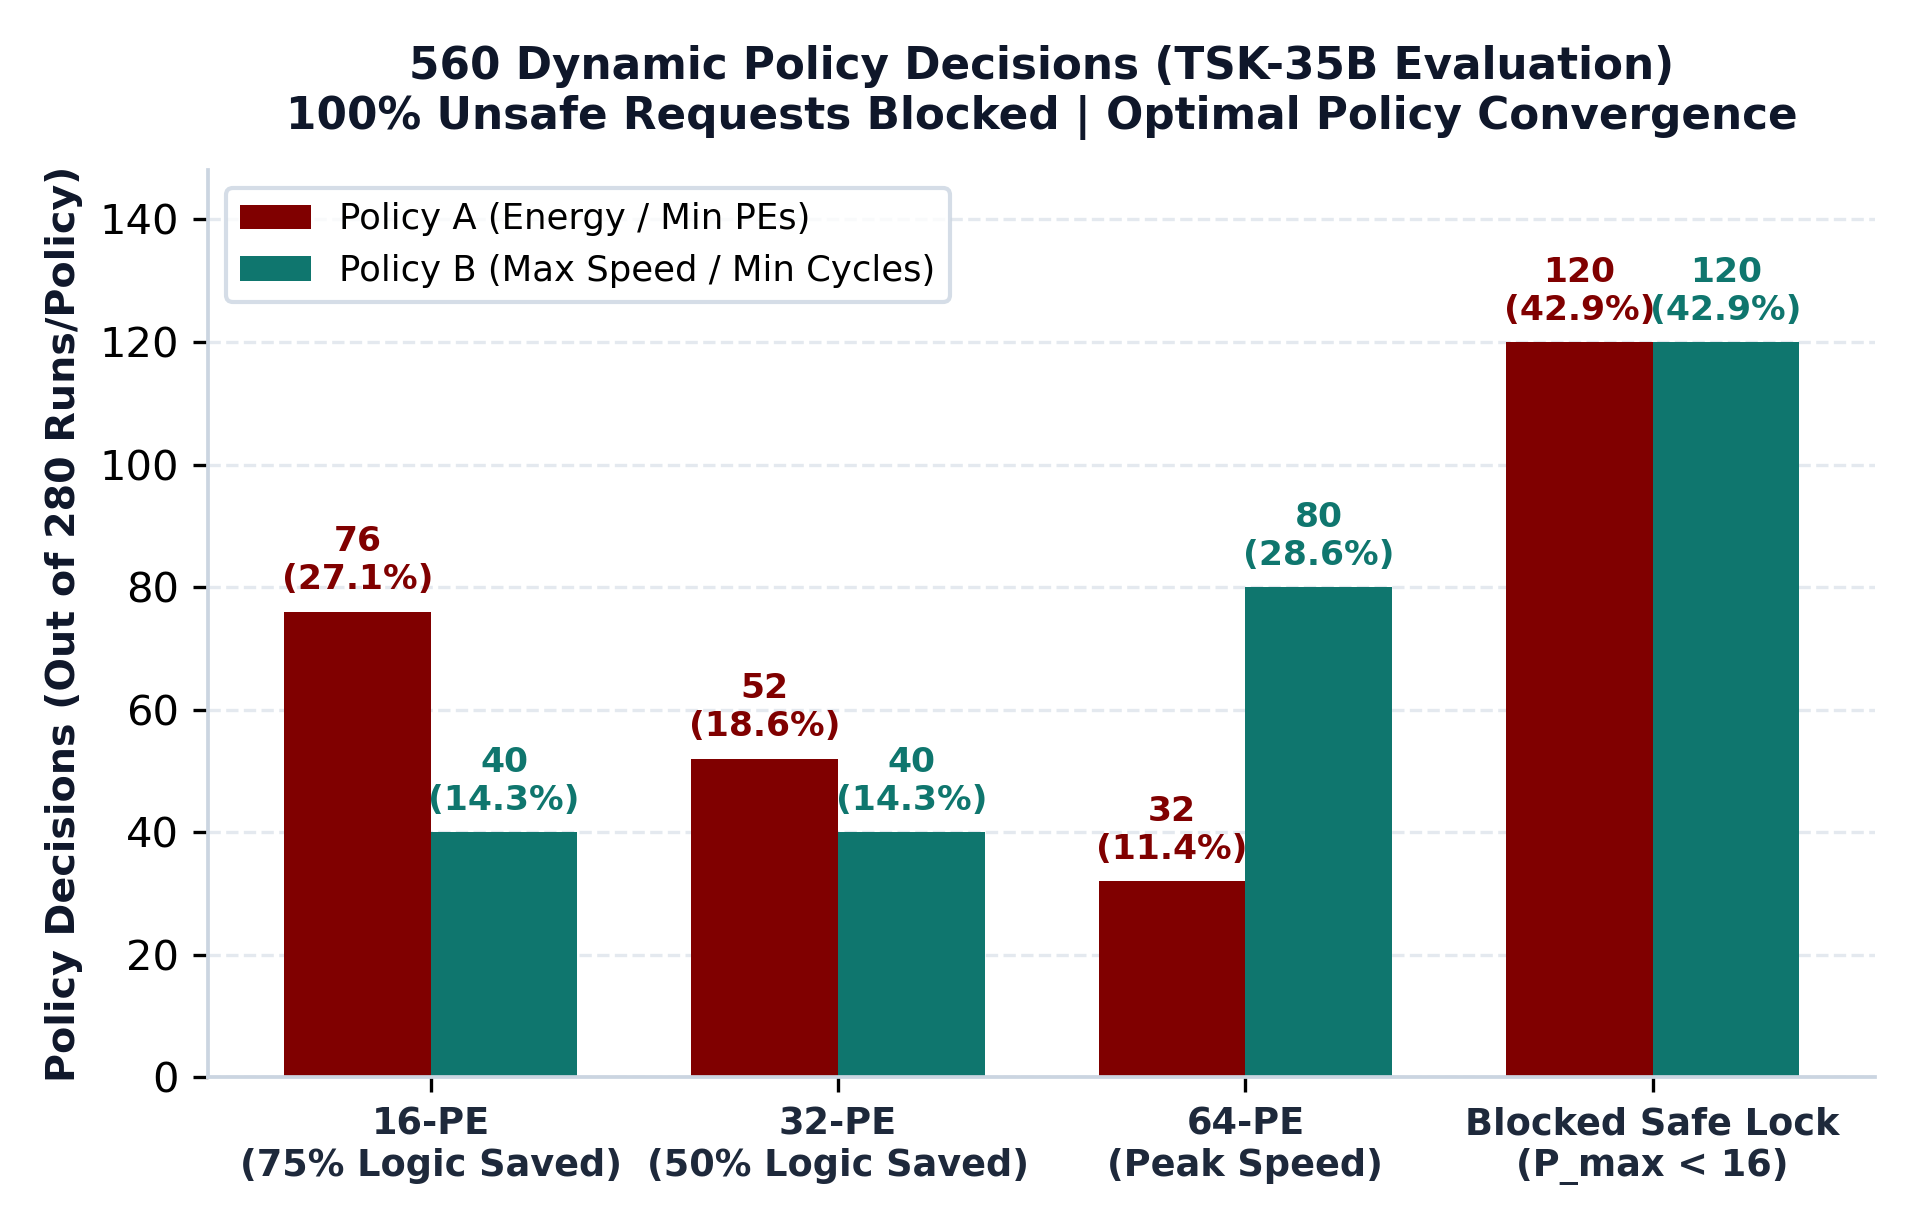 560 Dynamic Policy Decisions (TSK-35B Evaluation)
100% Unsafe Requests Blocked | Optimal Policy Convergence
Policy Decisions (Out of 280 Runs/Policy)
140
120
100
80
60
40
20
0
Policy A (Energy / Min PEs)
Policy B (Max Speed / Min Cycles)
76
(27.1%)
40
(14.3%)
52
(18.6%)
40
(14.3%)
32
(11.4%)
80
(28.6%)
120
(42.9%)
120
(42.9%)
16-PE
(75% Logic Saved)
32-PE
(50% Logic Saved)
64-PE
(Peak Speed)
Blocked Safe Lock
(P_max < 16)